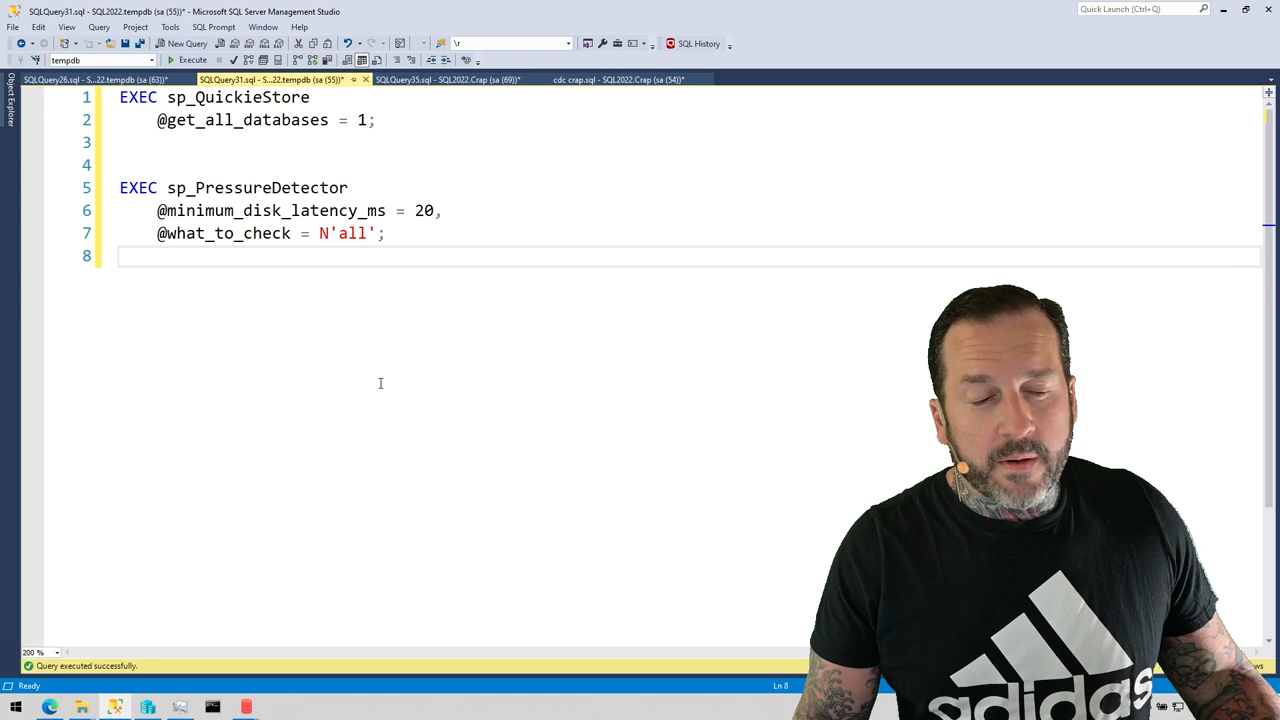 SQLQuery31.sql - SQL2022.tempdb (sa (55))* - Microsoft SQL Server Management Studio
Quick Launch (Ctrl+Q)
File Edit View Query Project Tools SQL Prompt Window Help
New Query \r SQL History
tempdb Execute
SQLQuery26.sql - S...22.tempdb (sa (63))* SQLQuery31.sql - S...22.tempdb (sa (55))* SQLQuery35.sql - SQL2022.Crap (sa (69))* cdc crap.sql - SQL2022.Crap (sa (54))*
Object Explorer
1 EXEC sp_QuickieStore
2 @get_all_databases = 1;
3
4
5 EXEC sp_PressureDetector
6 @minimum_disk_latency_ms = 20,
7 @what_to_check = N'all';
8
200 %
Query executed successfully.
Ready Ln 8
adidas